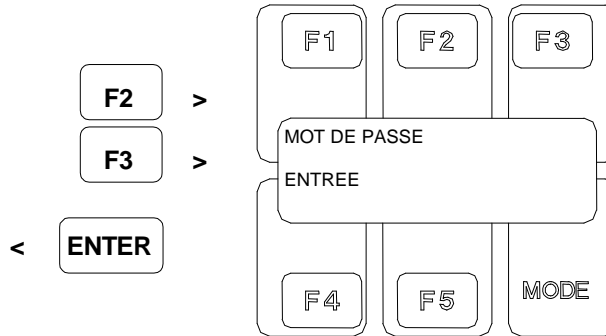 F1 F2 F3
F2 >
MOT DE PASSE
F3 >
ENTREE
< ENTER
F4 F5 MODE